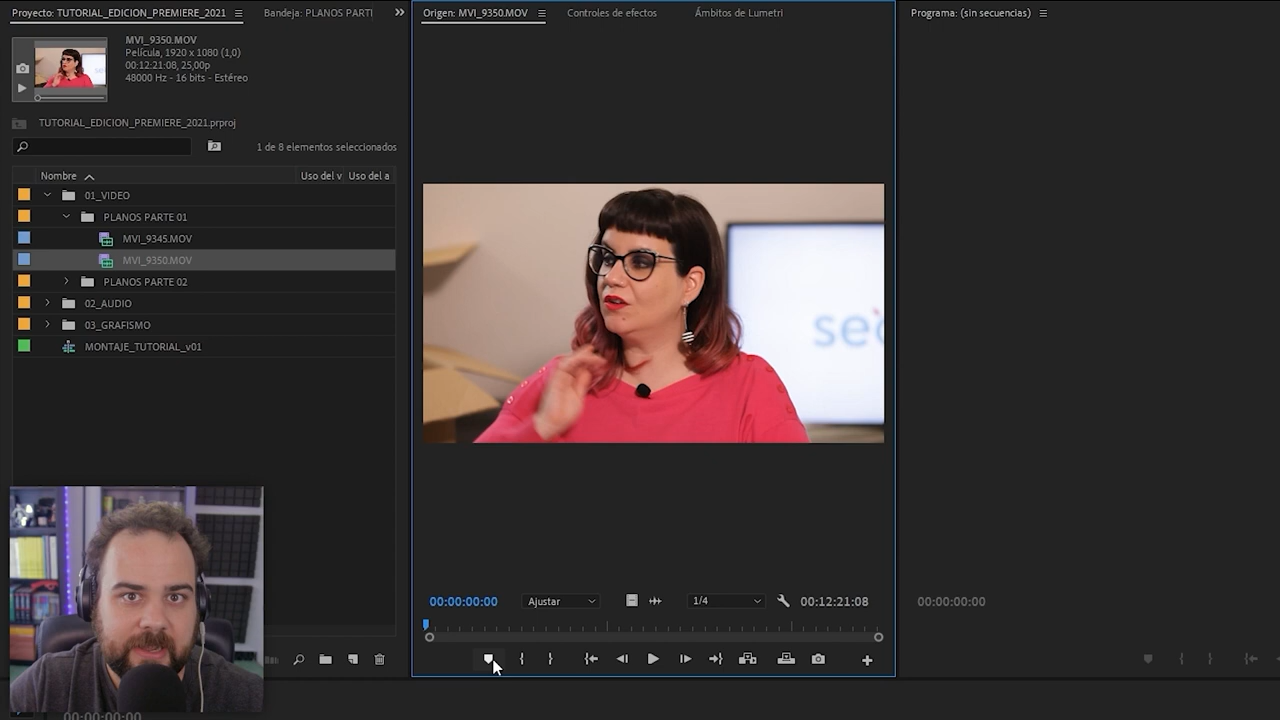 Proyecto: TUTORIAL_EDICION_PREMIERE_2021
Bandeja: PLANOS PARTI
MVI_9350.MOV
Película, 1920 x 1080 (1,0)
00:12:21:08, 25,00p
48000 Hz - 16 bits - Estéreo
TUTORIAL_EDICION_PREMIERE_2021.prproj
1 de 8 elementos seleccionados
Nombre
Uso del v
Uso del a
01_VIDEO
PLANOS PARTE 01
MVI_9345.MOV
MVI_9350.MOV
PLANOS PARTE 02
02_AUDIO
03_GRAFISMO
MONTAJE_TUTORIAL_v01
Origen: MVI_9350.MOV
Controles de efectos
Ámbitos de Lumetri
00:00:00:00
Ajustar
1/4
00:12:21:08
Programa: (sin secuencias)
00:00:00:00
00:00:00:00